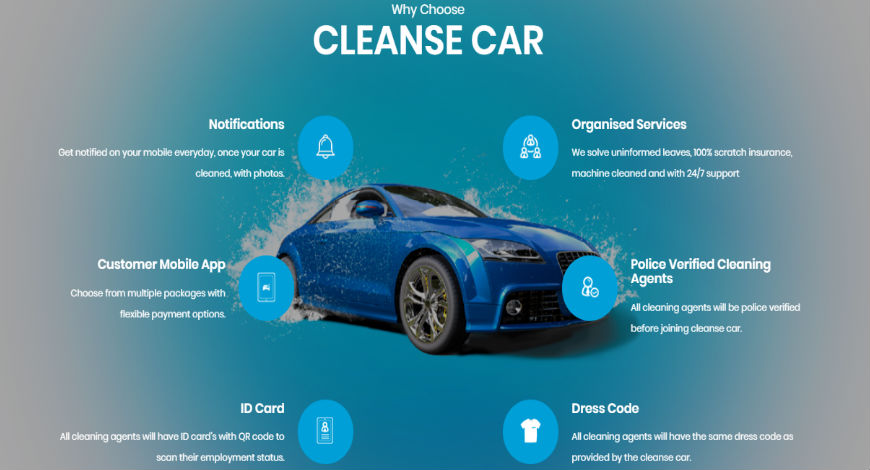 Why Choose
CLEANSE CAR
Notifications
Get notified on your mobile everyday, once your car is
cleaned, with photos.
Organised Services
We solve uninformed leaves, 100% scratch insurance,
machine cleaned and with 24/7 support
Customer Mobile App
Choose from multiple packages with
flexible payment options.
Police Verified Cleaning
Agents
All cleaning agents will be police verified
before joining cleanse car.
ID Card
All cleaning agents will have ID card's with QR code to
scan their employment status.
Dress Code
All cleaning agents will have the same dress code as
provided by the cleanse car.